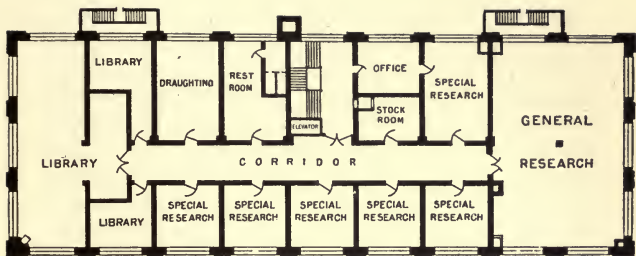 LIBRARY
DRAUGHTING
REST
ROOM
OFFICE
SPECIAL
RESEARCH
STOCK
ROOM
ELEVATOR
GENERAL
RESEARCH
LIBRARY
CORRIDOR
LIBRARY
SPECIAL
RESEARCH
SPECIAL
RESEARCH
SPECIAL
RESEARCH
SPECIAL
RESEARCH
SPECIAL
RESEARCH